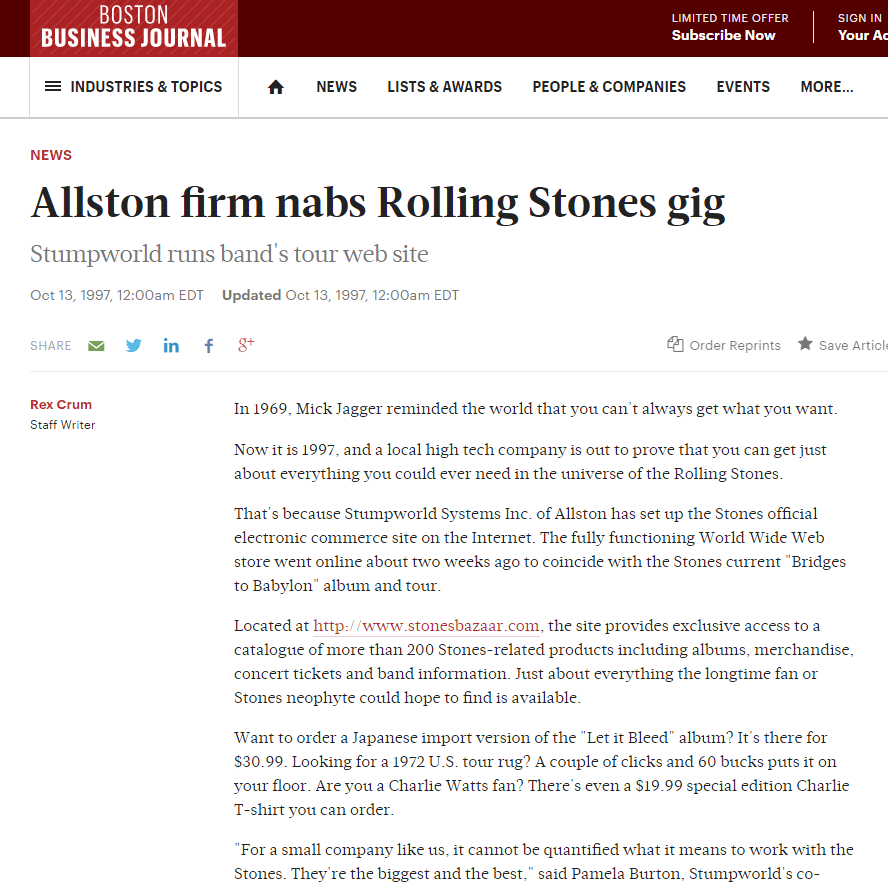 BOSTON
BUSINESS JOURNAL
LIMITED TIME OFFER
Subscribe Now
SIGN IN
Your Ac
INDUSTRIES & TOPICS
NEWS
LISTS & AWARDS
PEOPLE & COMPANIES
EVENTS
MORE...
NEWS
Allston firm nabs Rolling Stones gig
Stumpworld runs band's tour web site
Oct 13, 1997, 12:00am EDT Updated Oct 13, 1997, 12:00am EDT
SHARE
Order Reprints
Save Article
Rex Crum
Staff Writer
In 1969, Mick Jagger reminded the world that you can't always get what you want.
Now it is 1997, and a local high tech company is out to prove that you can get just
about everything you could ever need in the universe of the Rolling Stones.
That's because Stumpworld Systems Inc. of Allston has set up the Stones official
electronic commerce site on the Internet. The fully functioning World Wide Web
store went online about two weeks ago to coincide with the Stones current "Bridges
to Babylon" album and tour.
Located at http://www.stonesbazaar.com, the site provides exclusive access to a
catalogue of more than 200 Stones-related products including albums, merchandise,
concert tickets and band information. Just about everything the longtime fan or
Stones neophyte could hope to find is available.
Want to order a Japanese import version of the "Let it Bleed" album? It's there for
$30.99. Looking for a 1972 U.S. tour rug? A couple of clicks and 60 bucks puts it on
your floor. Are you a Charlie Watts fan? There's even a $19.99 special edition Charlie
T-shirt you can order.
"For a small company like us, it cannot be quantified what it means to work with the
Stones. They're the biggest and the best," said Pamela Burton, Stumpworld's co-